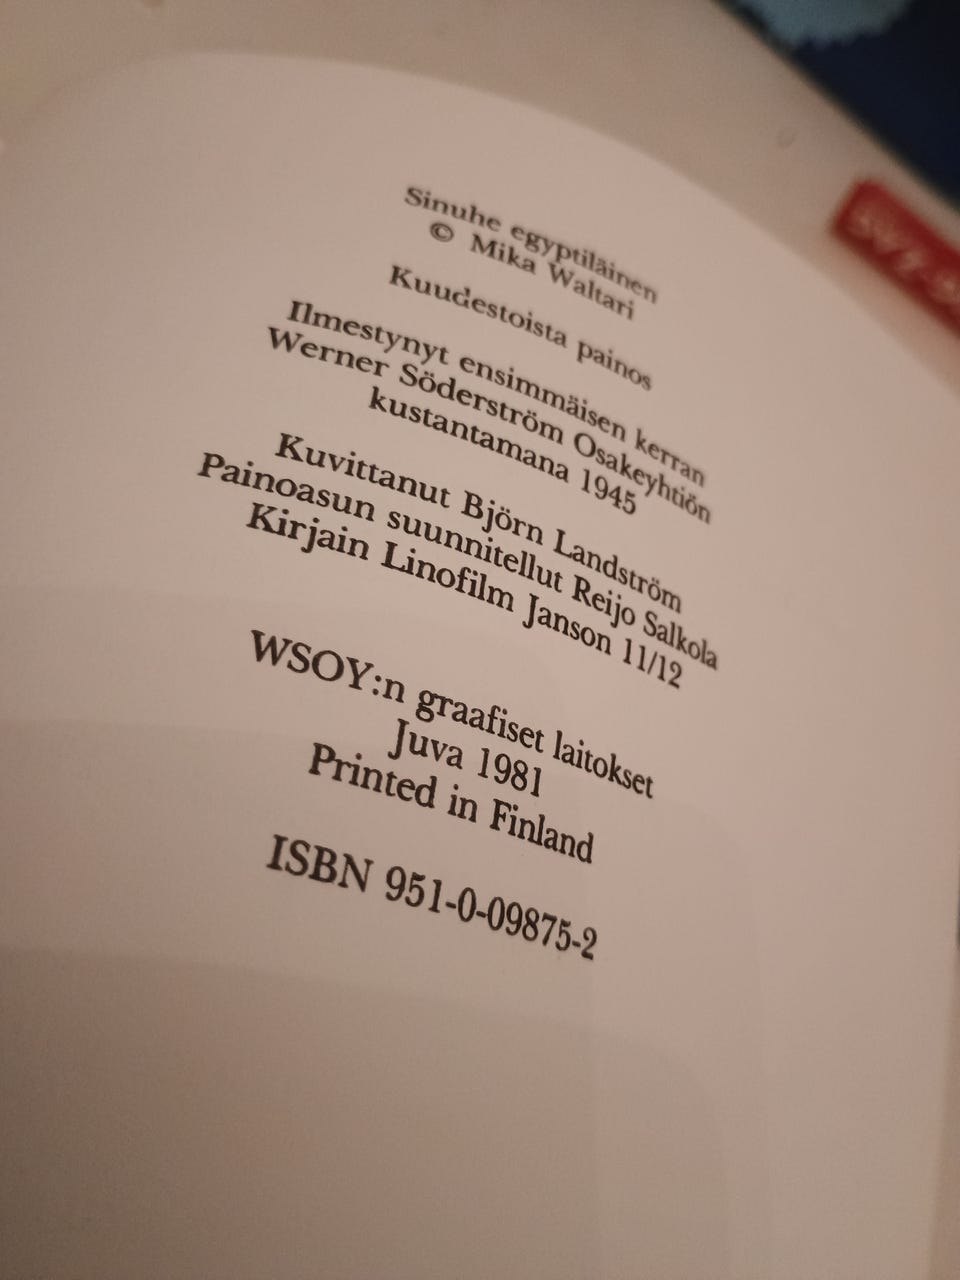 Sinuhe egyptiläinen
© Mika Waltari
Kuudestoista painos
Ilmestynyt ensimmäisen kerran
Werner Söderström Osakeyhtiön
kustantamana 1945
Kuvittanut Björn Landström
Painoasun suunnitellut Reijo Salkola
Kirjain Linofilm Janson 11/12
WSOY:n graafiset laitokset
Juva 1981
Printed in Finland
ISBN 951-0-09875-2